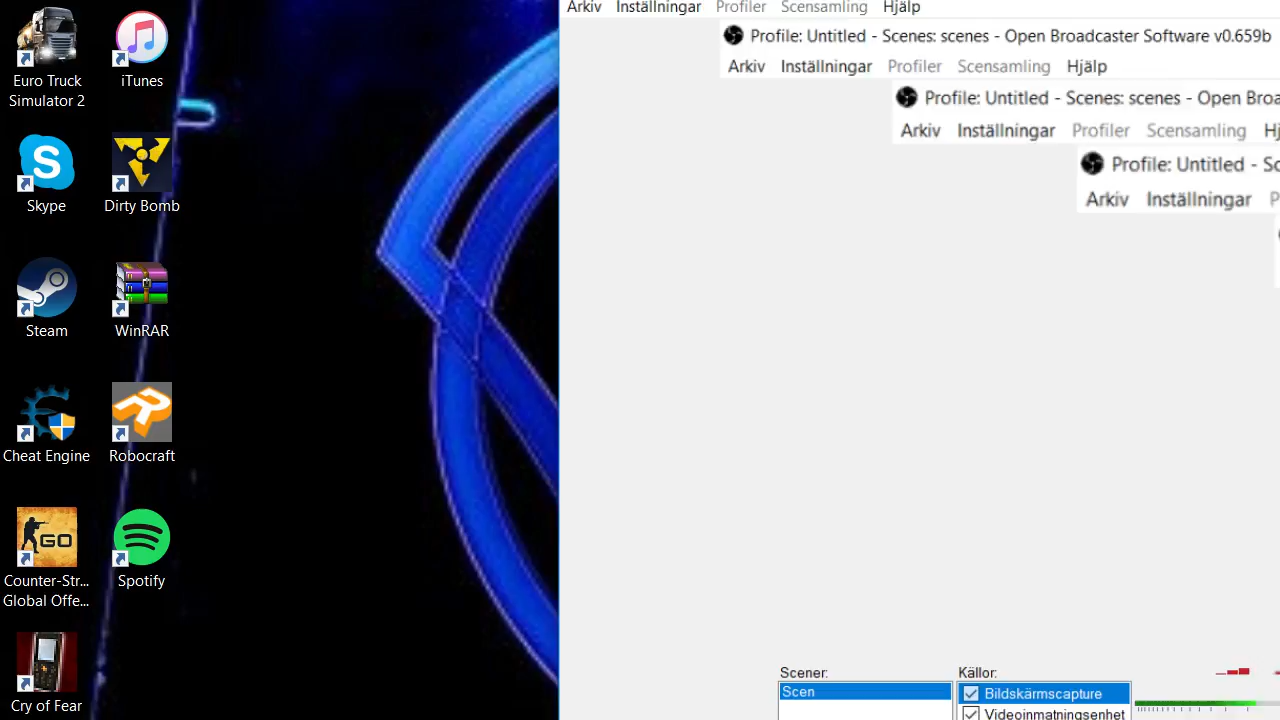 Euro Truck
Simulator 2
iTunes
Skype
Dirty Bomb
Steam
WinRAR
Cheat Engine
Robocraft
GO
Counter-Str...
Global Offe...
Spotify
Cry of Fear
Arkiv Inställningar Profiler Scensamling Hjälp
Profile: Untitled - Scenes: scenes - Open Broadcaster Software v0.659b
Arkiv Inställningar Profiler Scensamling Hjälp
Profile: Untitled - Scenes: scenes - Open Broa
Arkiv Inställningar Profiler Scensamling Hj
Profile: Untitled - Sc
Arkiv Inställningar P
Scener:
Scen
Källor:
Bildskärmscapture
Videoinmatningsenhet